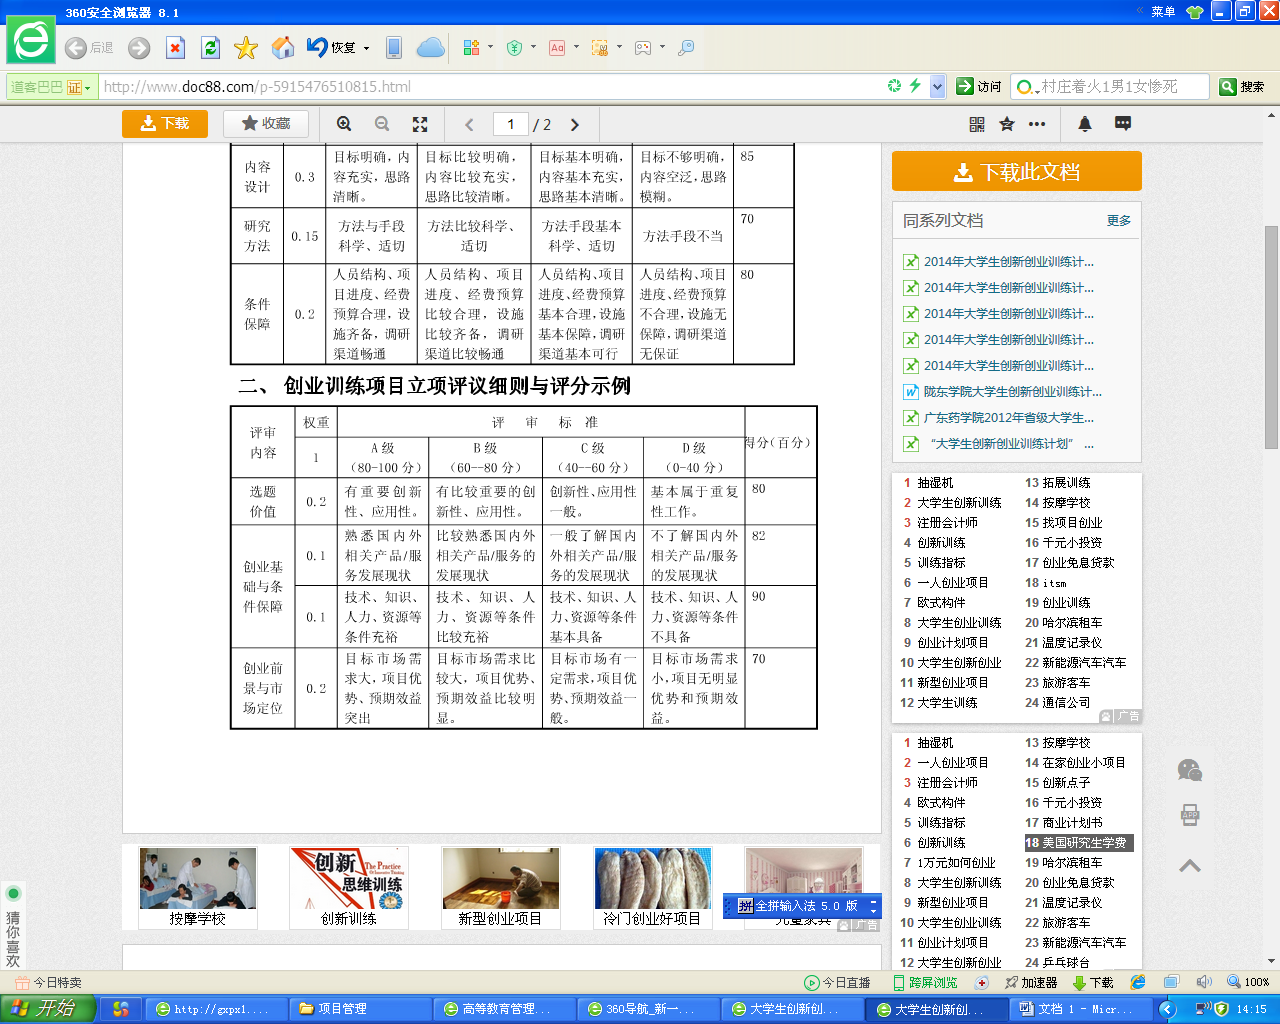 360安全浏览器 8.1
菜单
后退
恢复
道客巴巴 证
http://www.doc88.com/p-5915476510815.html
访问
村庄着火1男1女惨死
搜索
下载
收藏
1 / 2
内容设计 0.3 目标明确，内容充实，思路清晰。 目标比较明确，内容比较充实，思路比较清晰。 目标基本明确，内容基本充实，思路基本清晰。 目标不够明确，内容空泛，思路模糊。 85
研究方法 0.15 方法与手段科学、适切 方法比较科学、适切 方法手段基本科学、适切 方法手段不当 70
条件保障 0.2 人员结构、项目进度、经费预算合理，设施齐备，调研渠道畅通 人员结构、项目进度、经费预算比较合理，设施比较齐备，调研渠道比较畅通 人员结构、项目进度、经费预算基本合理，设施基本保障，调研渠道基本可行 人员结构、项目进度、经费预算不合理，设施无保障，调研渠道无保证 80
二、 创业训练项目立项评议细则与评分示例
评审内容 权重 评 审 标 准 得分（百分）
1 A 级（80-100 分） B 级（60--80 分） C 级（40--60 分） D 级（0-40 分）
选题价值 0.2 有重要创新性、应用性。 有比较重要的创新性、应用性。 创新性、应用性一般。 基本属于重复性工作。 80
创业基础与条件保障 0.1 熟悉国内外相关产品/服务发展现状 比较熟悉国内外相关产品/服务的发展现状 一般了解国内外相关产品/服务的发展现状 不了解国内外相关产品/服务的发展现状 82
0.1 技术、知识、人力、资源等条件充裕 技术、知识、人力、资源等条件比较充裕 技术、知识、人力、资源等条件基本具备 技术、知识、人力、资源等条件不具备 90
创业前景与市场定位 0.2 目标市场需求大，项目优势、预期效益突出 目标市场需求比较大，项目优势、预期效益比较明显。 目标市场有一定需求，项目优势、预期效益一般。 目标市场需求小，项目无明显优势和预期效益。 70
下载此文档
同系列文档 更多
2014年大学生创新创业训练计...
2014年大学生创新创业训练计...
2014年大学生创新创业训练计...
2014年大学生创新创业训练计...
2014年大学生创新创业训练计...
陇东学院大学生创新创业训练计...
广东药学院2012年省级大学生...
“大学生创新创业训练计划” ...
1 抽湿机 13 拓展训练
2 大学生创新训练 14 按摩学校
3 注册会计师 15 找项目创业
4 创新训练 16 千元小投资
5 训练指标 17 创业免息贷款
6 一人创业项目 18 itsm
7 欧式构件 19 创业训练
8 大学生创业训练 20 哈尔滨租车
9 创业计划项目 21 温度记录仪
10 大学生创新创业 22 新能源汽车汽车
11 新型创业项目 23 旅游客车
12 大学生训练 24 通信公司
广告
1 抽湿机 13 按摩学校
2 一人创业项目 14 在家创业小项目
3 注册会计师 15 创新点子
4 欧式构件 16 千元小投资
5 训练指标 17 商业计划书
6 创新训练 18 美国研究生学费
7 1万元如何创业 19 哈尔滨租车
8 大学生创新训练 20 创业免息贷款
9 新型创业项目 21 温度记录仪
10 大学生创业训练 22 旅游客车
11 创业计划项目 23 新能源汽车汽车
12 大学生创新创业 24 乒乓球台
APP
创新
The Practice
思维训练
按摩学校
创新训练
新型创业项目
冷门创业好项目
儿童家具
广告
拼 全拼输入法 5.0 版
猜你喜欢
今日特卖
今日直播
跨屏浏览
加速器
下载
100%
开始
http://gxpx1....
项目管理
高等教育管理...
360导航_新一...
大学生创新创...
大学生创新创...
文档 1 - Micr...
14:15